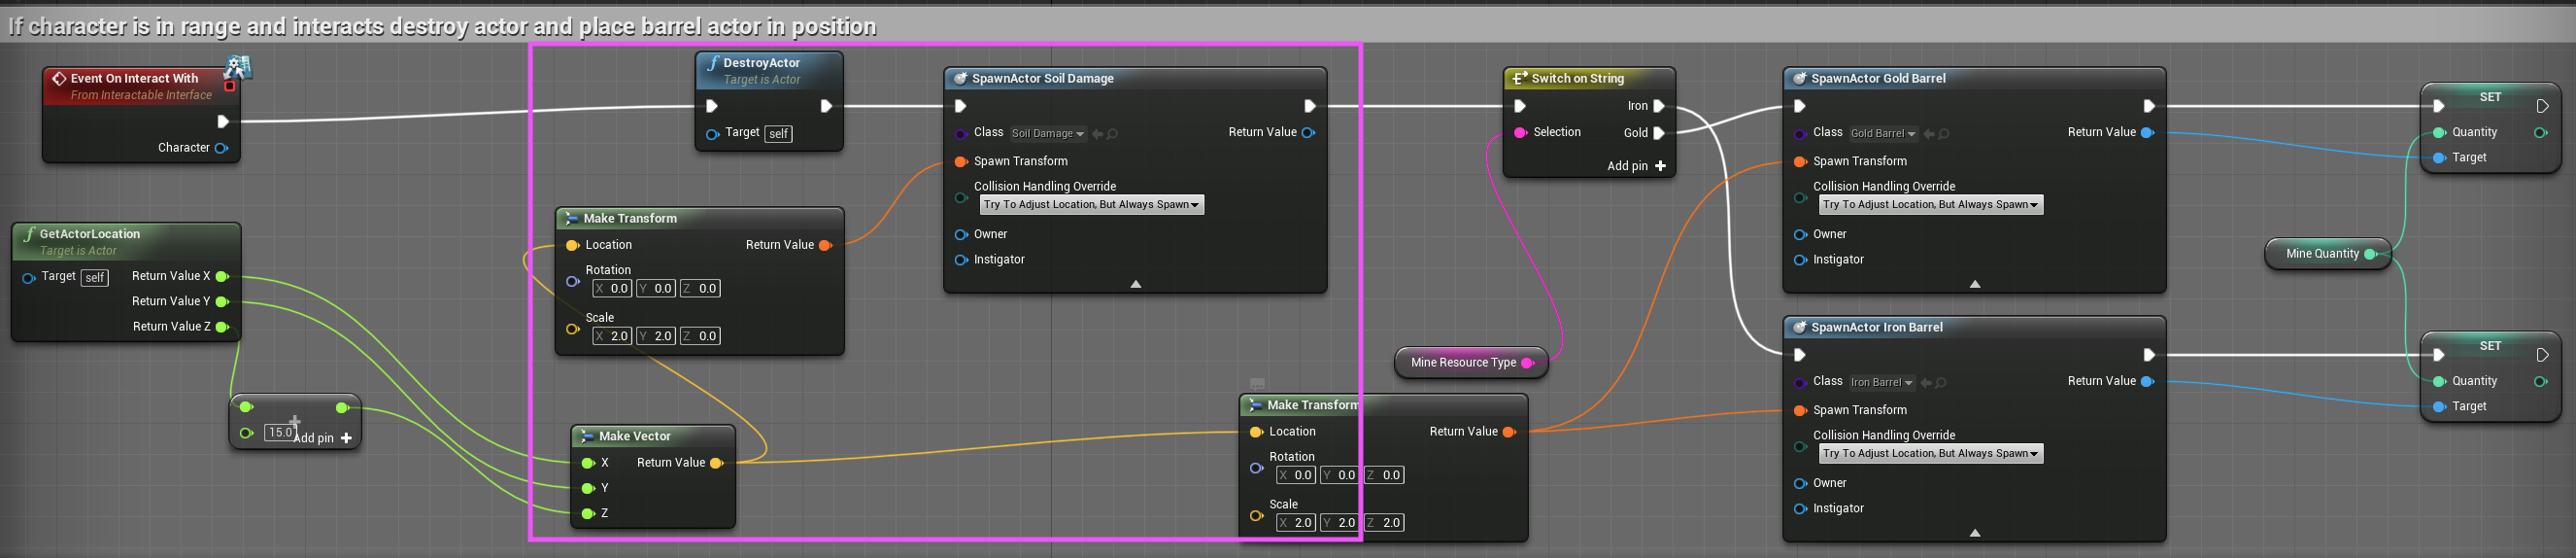 If character is in range and interacts destroy actor and place barrel actor in position
Event On Interact With
From Interactable Interface
Character
GetActorLocation
Target is Actor
Target self
Return Value X
Return Value Y
Return Value Z
15.0
Add pin
DestroyActor
Target is Actor
Target self
Make Transform
Location
Return Value
Rotation
X 0.0 Y 0.0 Z 0.0
Scale
X 2.0 Y 2.0 Z 0.0
Make Vector
X
Return Value
Y
Z
SpawnActor Soil Damage
Class Soil Damage
Return Value
Spawn Transform
Collision Handling Override
Try To Adjust Location, But Always Spawn
Owner
Instigator
Make Transform
Location
Return Value
Rotation
X 0.0 Y 0.0 Z 0.0
Scale
X 2.0 Y 2.0 Z 2.0
Mine Resource Type
Switch on String
Iron
Selection
Gold
Add pin
SpawnActor Gold Barrel
Class Gold Barrel
Return Value
Spawn Transform
Collision Handling Override
Try To Adjust Location, But Always Spawn
Owner
Instigator
SpawnActor Iron Barrel
Class Iron Barrel
Return Value
Spawn Transform
Collision Handling Override
Try To Adjust Location, But Always Spawn
Owner
Instigator
SET
Quantity
Target
Mine Quantity
SET
Quantity
Target